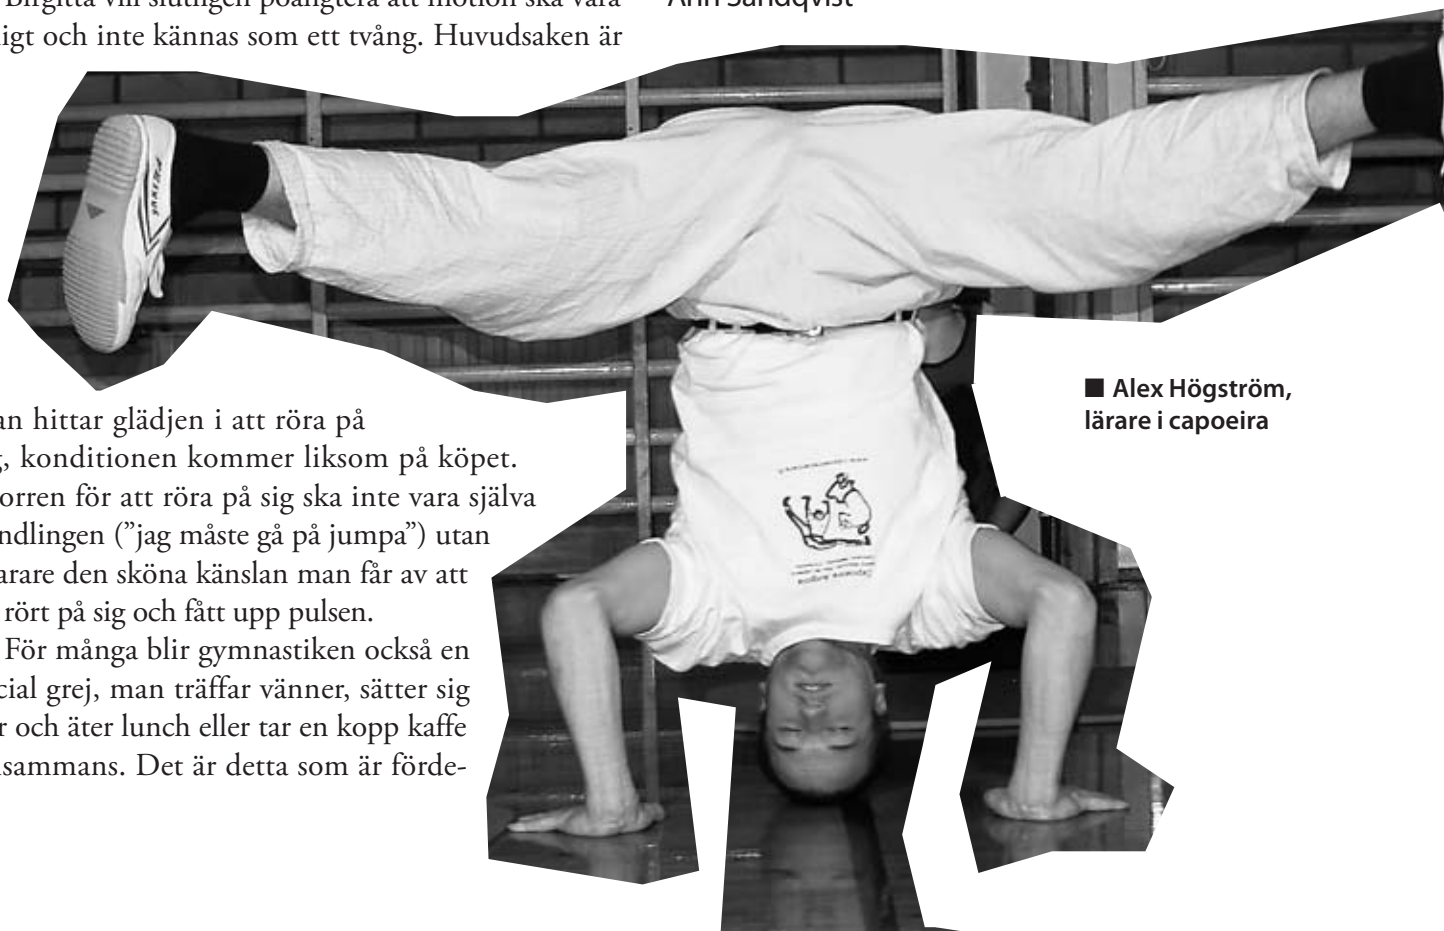 Birgitta vill slutligen poängtera att motion ska vara
ligt och inte kännas som ett tvång. Huvudsaken är
an hittar glädjen i att röra på
g, konditionen kommer liksom på köpet.
orren för att röra på sig ska inte vara själva
ndlingen (”jag måste gå på jumpa”) utan
arare den sköna känslan man får av att
rört på sig och fått upp pulsen.
För många blir gymnastiken också en
cial grej, man träffar vänner, sätter sig
r och äter lunch eller tar en kopp kaffe
lsammans. Det är detta som är förde-
Ann Sandqvist
■ Alex Högström,
lärare i capoeira